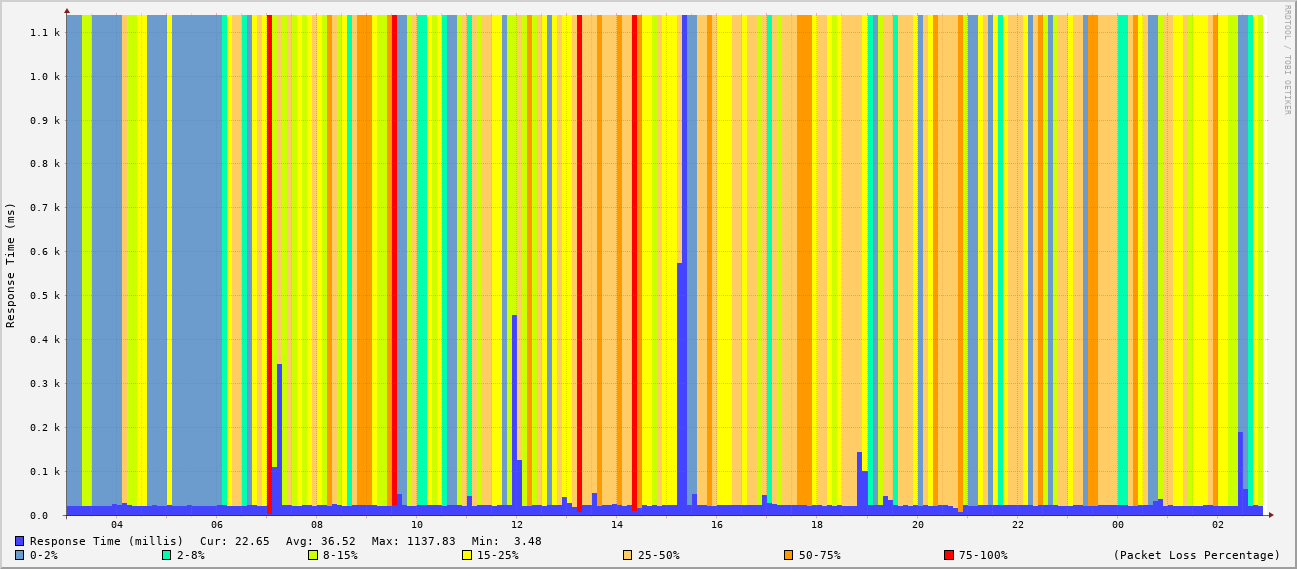 RRDTOOL / TOBI OETIKER
Response Time (ms)
1.1 k
1.0 k
0.9 k
0.8 k
0.7 k
0.6 k
0.5 k
0.4 k
0.3 k
0.2 k
0.1 k
0.0
04 06 08 10 12 14 16 18 20 22 00 02
Response Time (millis) Cur: 22.65 Avg: 36.52 Max: 1137.83 Min: 3.48
0-2% 2-8% 8-15% 15-25% 25-50% 50-75% 75-100% (Packet Loss Percentage)